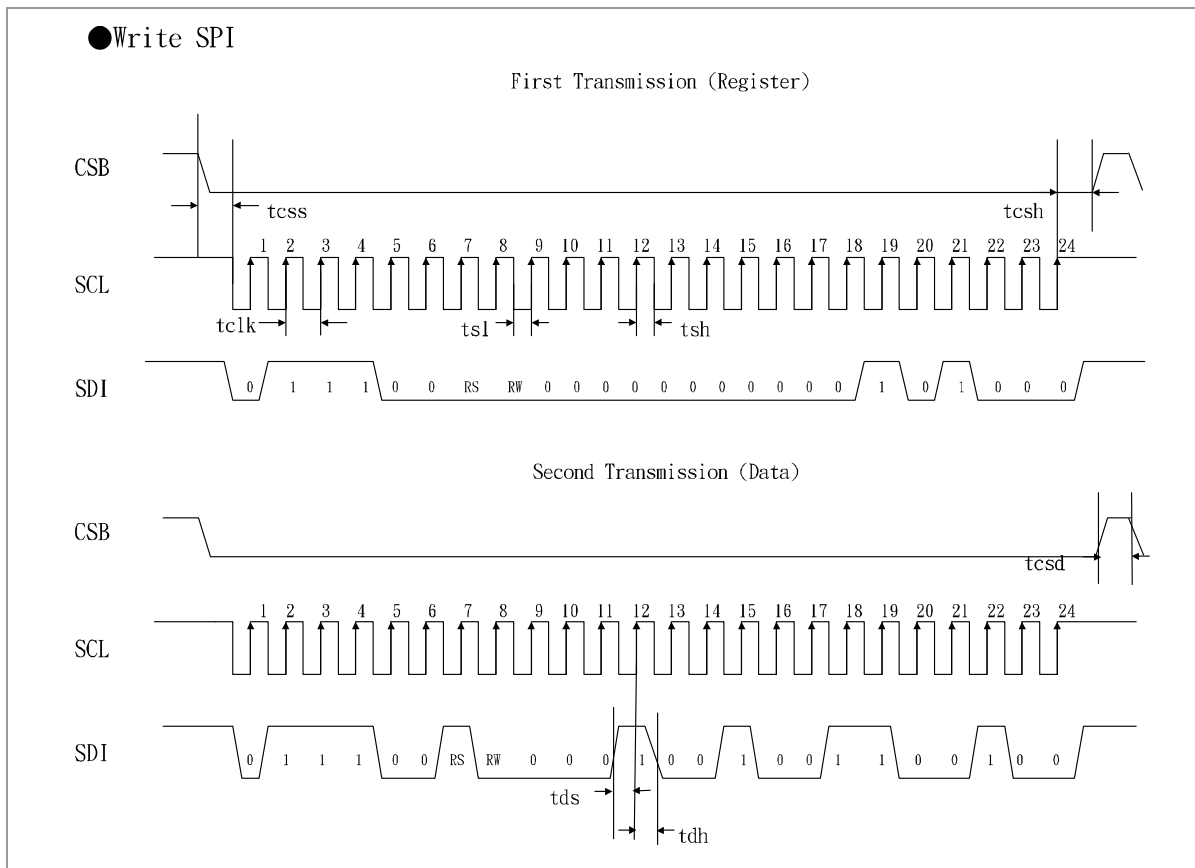 ●Write SPI
First Transmission (Register)
CSB
tcss
tcsh
1 2 3 4 5 6 7 8 9 10 11 12 13 14 15 16 17 18 19 20 21 22 23 24
SCL
tclk
tsl
tsh
SDI
0 1 1 1 0 0 RS RW 0 0 0 0 0 0 0 0 0 0 1 0 1 0 0 0
Second Transmission (Data)
CSB
tcsd
1 2 3 4 5 6 7 8 9 10 11 12 13 14 15 16 17 18 19 20 21 22 23 24
SCL
SDI
0 1 1 1 0 0 RS RW 0 0 0 1 0 0 1 0 0 1 1 0 0 1 0 0
tds
tdh